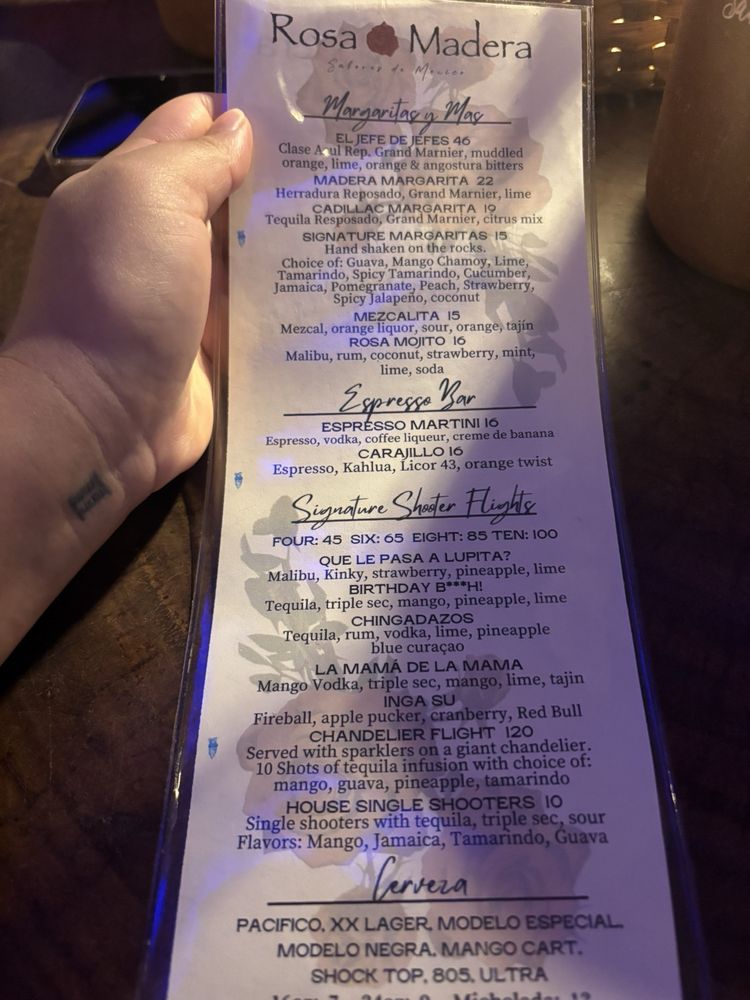 Rosa Madera
Sabores de Mexico
Margaritas y Mas
EL JEFE DE JEFES 46
Clase Azul Rep. Grand Marnier, muddled
orange, lime, orange & angostura bitters
MADERA MARGARITA 22
Herradura Reposado, Grand Marnier, lime
CADILLAC MARGARITA 19
Tequila Resposado, Grand Marnier, citrus mix
SIGNATURE MARGARITAS 15
Hand shaken on the rocks.
Choice of: Guava, Mango Chamoy, Lime,
Tamarindo, Spicy Tamarindo, Cucumber,
Jamaica, Pomegranate, Peach, Strawberry,
Spicy Jalapeño, coconut
MEZCALITA 15
Mezcal, orange liquor, sour, orange, tajín
ROSA MOJITO 16
Malibu, rum, coconut, strawberry, mint,
lime, soda
Espresso Bar
ESPRESSO MARTINI 16
Espresso, vodka, coffee liqueur, creme de banana
CARAJILLO 16
Espresso, Kahlua, Licor 43, orange twist
Signature Shooter Flights
FOUR: 45 SIX: 65 EIGHT: 85 TEN: 100
QUE LE PASA A LUPITA?
Malibu, Kinky, strawberry, pineapple, lime
BIRTHDAY B***H!
Tequila, triple sec, mango, pineapple, lime
CHINGADAZOS
Tequila, rum, vodka, lime, pineapple
blue curaçao
LA MAMÁ DE LA MAMA
Mango Vodka, triple sec, mango, lime, tajin
INGA SU
Fireball, apple pucker, cranberry, Red Bull
CHANDELIER FLIGHT 120
Served with sparklers on a giant chandelier.
10 Shots of tequila infusion with choice of:
mango, guava, pineapple, tamarindo
HOUSE SINGLE SHOOTERS 10
Single shooters with tequila, triple sec, sour
Flavors: Mango, Jamaica, Tamarindo, Guava
Cerveza
PACIFICO, XX LAGER, MODELO ESPECIAL,
MODELO NEGRA, MANGO CART,
SHOCK TOP, 805, ULTRA